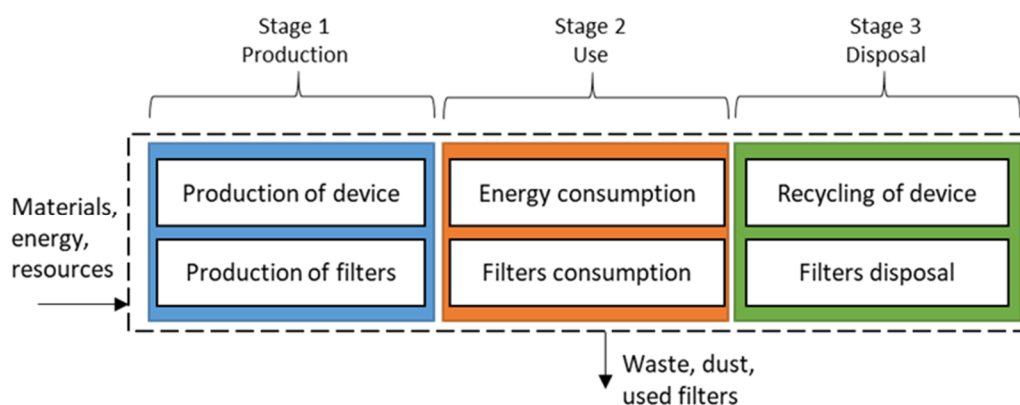 Stage 1
Production
Stage 2
Use
Stage 3
Disposal
Materials,
energy,
resources
Production of device
Production of filters
Energy consumption
Filters consumption
Recycling of device
Filters disposal
Waste, dust,
used filters